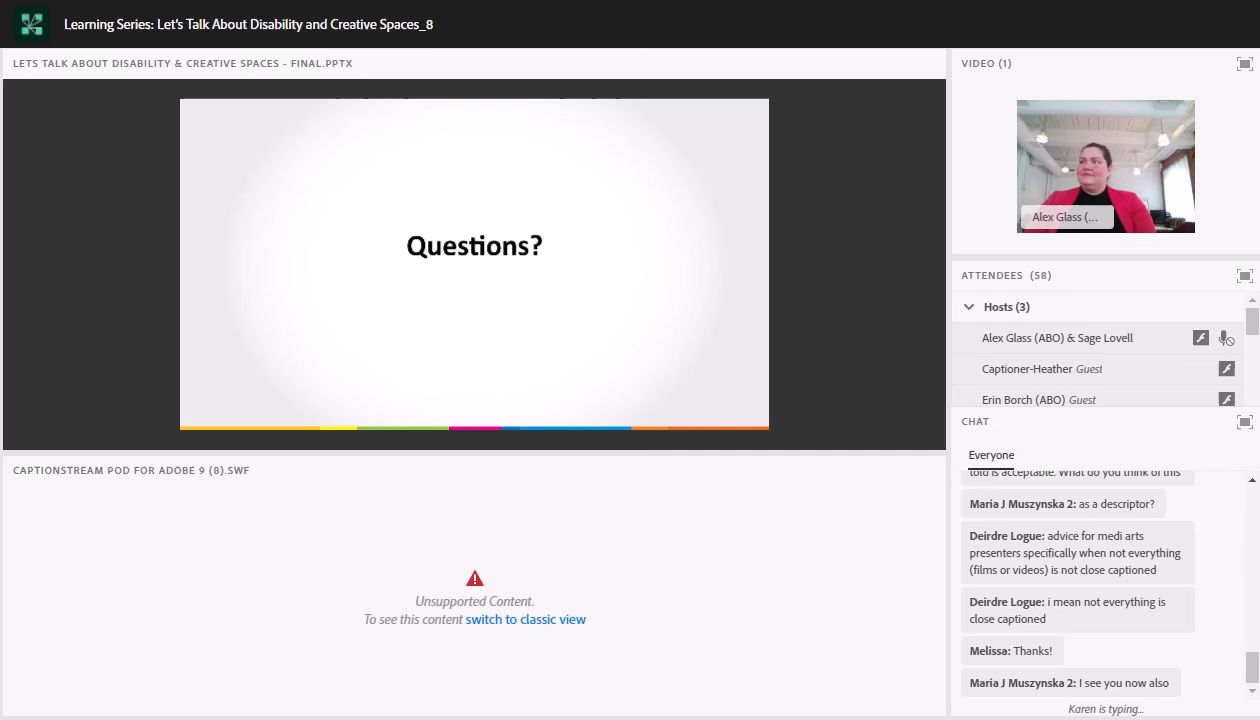 Learning Series: Let's Talk About Disability and Creative Spaces_8
LETS TALK ABOUT DISABILITY & CREATIVE SPACES - FINAL.PPTX
Questions?
CAPTIONSTREAM POD FOR ADOBE 9 (8).SWF
Unsupported Content.
To see this content switch to classic view
VIDEO (1)
Alex Glass (...
ATTENDEES (58)
Hosts (3)
Alex Glass (ABO) & Sage Lovell
Captioner-Heather Guest
Erin Borch (ABO) Guest
CHAT
Everyone
told is acceptable. What do you think of this
Maria J Muszynska 2: as a descriptor?
Deirdre Logue: advice for medi arts
presenters specifically when not everything
(films or videos) is not close captioned
Deirdre Logue: i mean not everything is
close captioned
Melissa: Thanks!
Maria J Muszynska 2: I see you now also
Karen is typing...